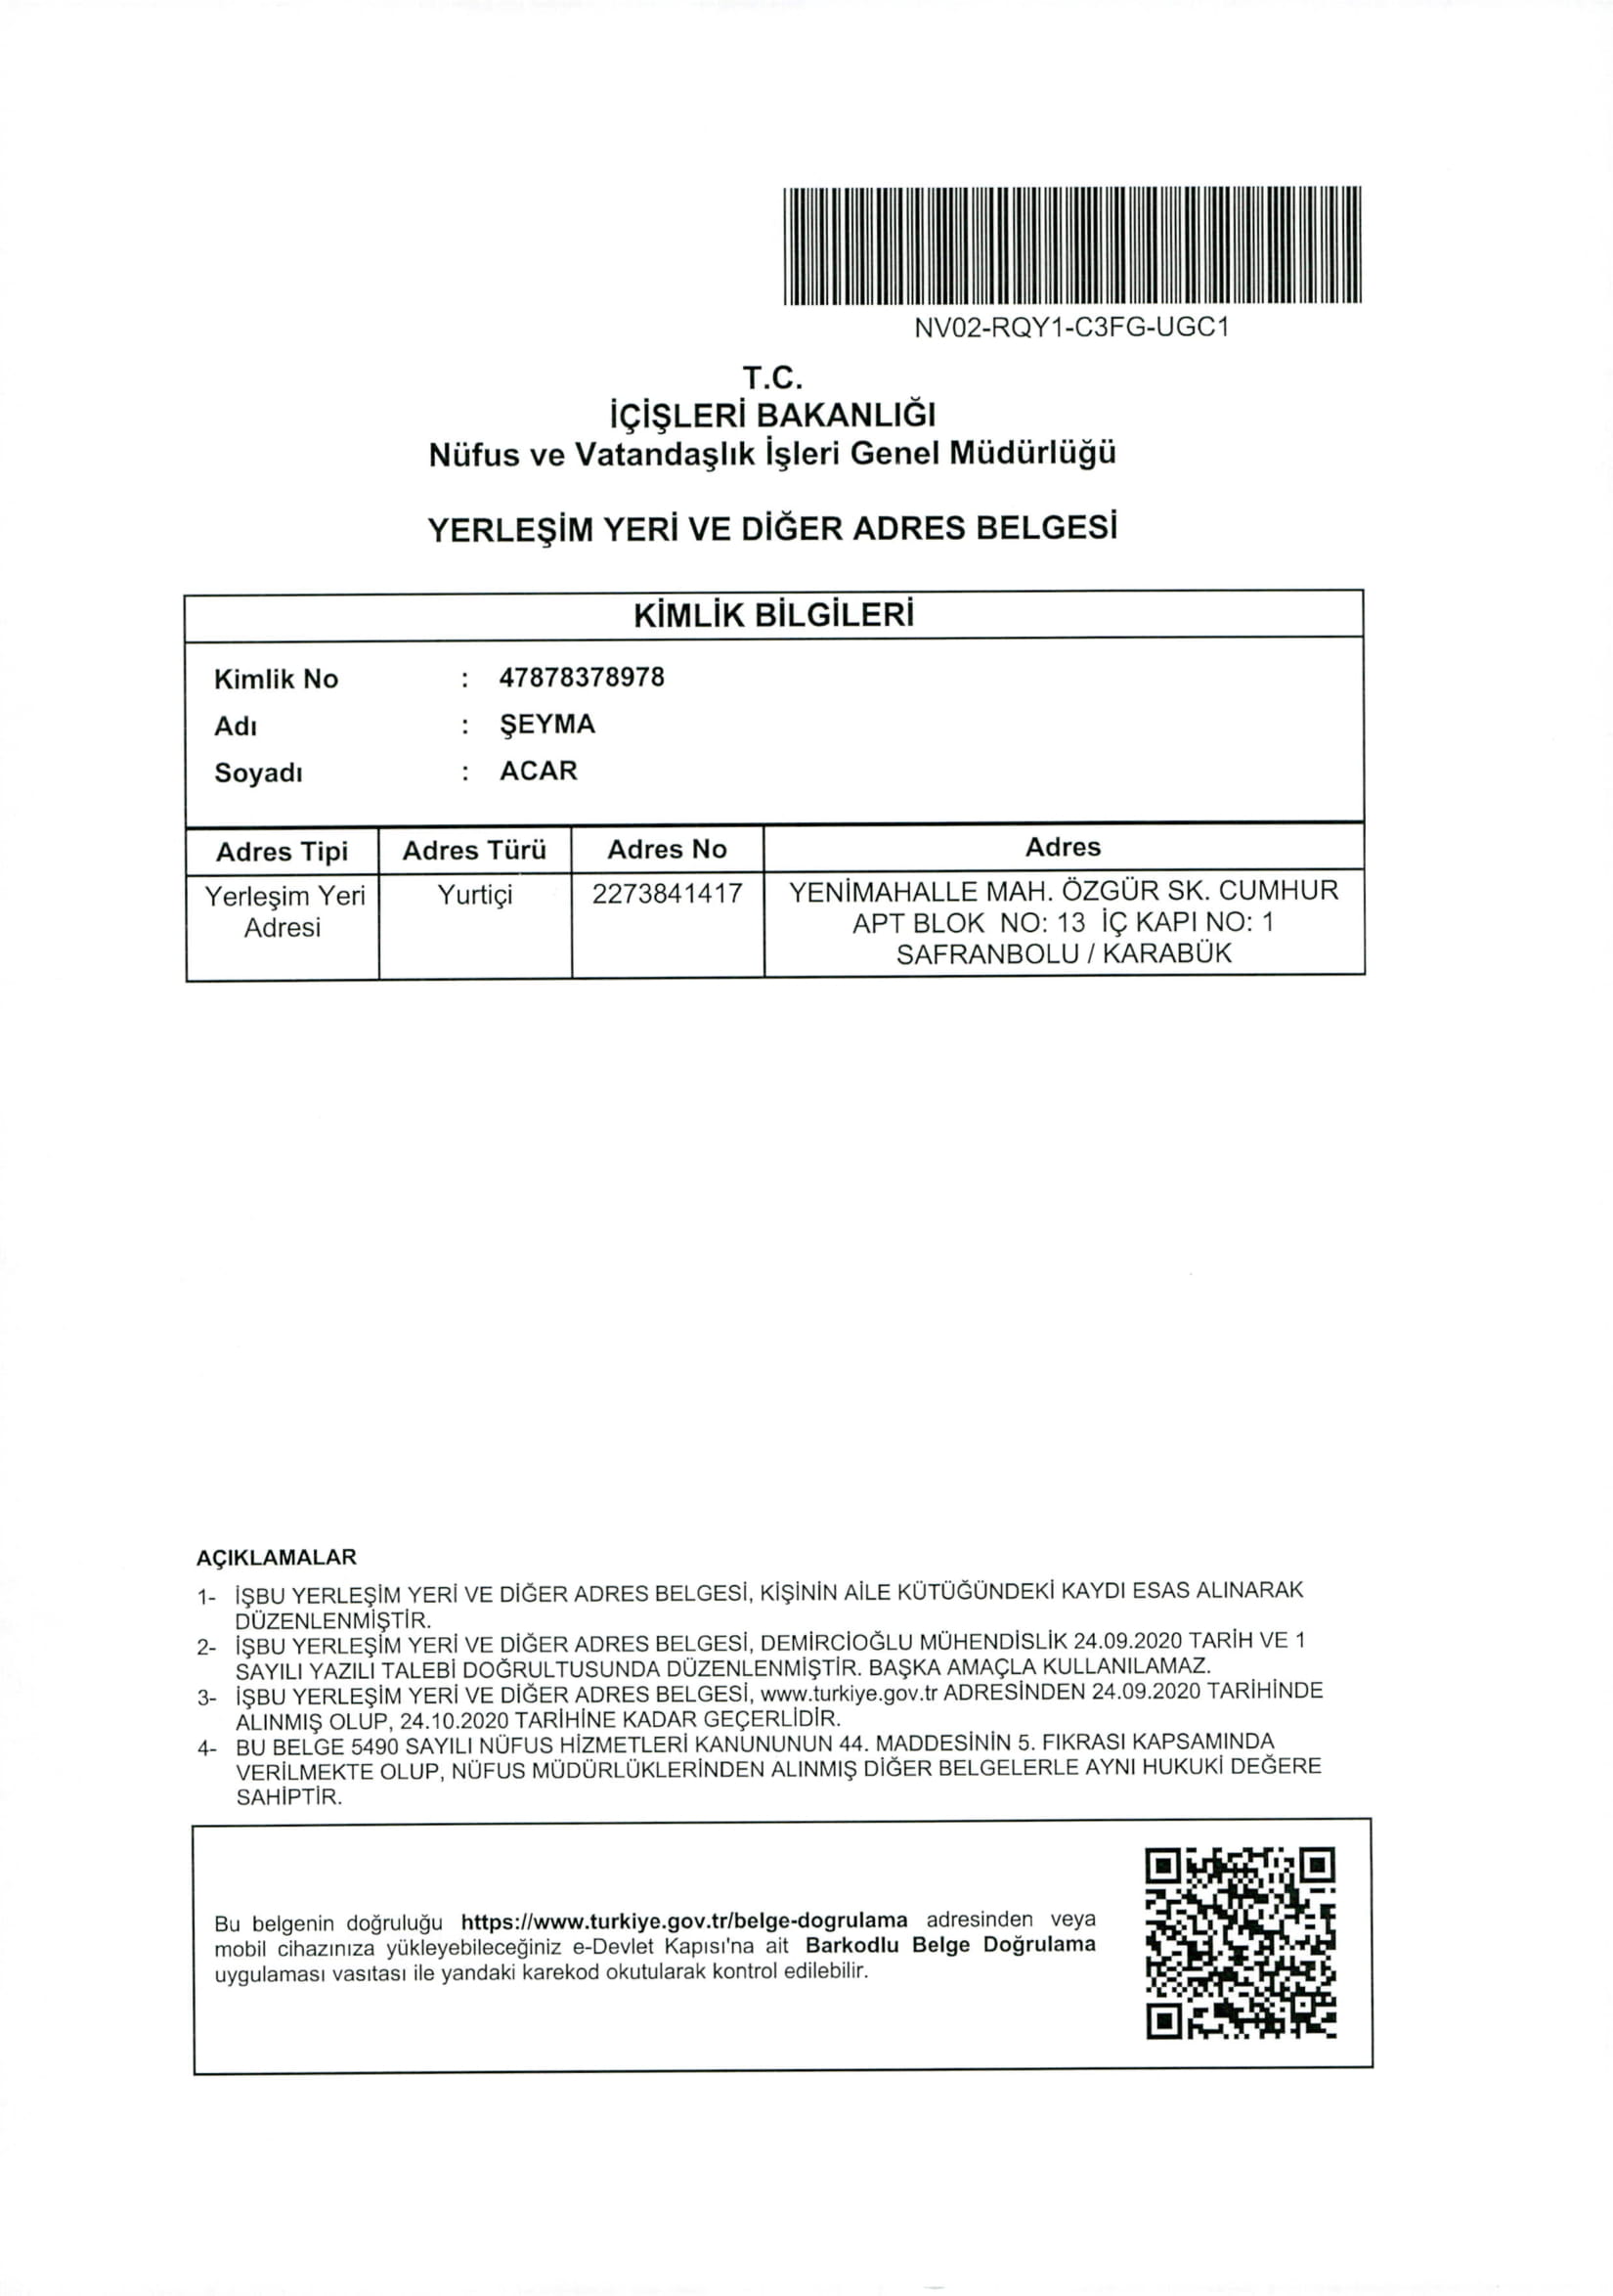 NV02-RQY1-C3FG-UGC1
T.C.
İÇİŞLERİ BAKANLIĞI
Nüfus ve Vatandaşlık İşleri Genel Müdürlüğü
YERLEŞİM YERİ VE DİĞER ADRES BELGESİ
KİMLİK BİLGİLERİ
Kimlik No : 47878378978
Adı : ŞEYMA
Soyadı : ACAR
Adres Tipi Adres Türü Adres No Adres
Yerleşim Yeri Yurtiçi 2273841417 YENİMAHALLE MAH. ÖZGÜR SK. CUMHUR
Adresi APT BLOK NO: 13 İÇ KAPI NO: 1
SAFRANBOLU / KARABÜK
AÇIKLAMALAR
1- İŞBU YERLEŞİM YERİ VE DİĞER ADRES BELGESİ, KİŞİNİN AİLE KÜTÜĞÜNDEKİ KAYDI ESAS ALINARAK
DÜZENLENMİŞTİR.
2- İŞBU YERLEŞİM YERİ VE DİĞER ADRES BELGESİ, DEMİRCİOĞLU MÜHENDİSLİK 24.09.2020 TARİH VE 1
SAYILI YAZILI TALEBİ DOĞRULTUSUNDA DÜZENLENMİŞTİR. BAŞKA AMAÇLA KULLANILAMAZ.
3- İŞBU YERLEŞİM YERİ VE DİĞER ADRES BELGESİ, www.turkiye.gov.tr ADRESİNDEN 24.09.2020 TARİHİNDE
ALINMIŞ OLUP, 24.10.2020 TARİHİNE KADAR GEÇERLİDİR.
4- BU BELGE 5490 SAYILI NÜFUS HİZMETLERİ KANUNUNUN 44. MADDESİNİN 5. FIKRASI KAPSAMINDA
VERİLMEKTE OLUP, NÜFUS MÜDÜRLÜKLERİNDEN ALINMIŞ DİĞER BELGELERLE AYNI HUKUKİ DEĞERE
SAHİPTİR.
Bu belgenin doğruluğu https://www.turkiye.gov.tr/belge-dogrulama adresinden veya
mobil cihazınıza yükleyebileceğiniz e-Devlet Kapısı'na ait Barkodlu Belge Doğrulama
uygulaması vasıtası ile yandaki karekod okutularak kontrol edilebilir.